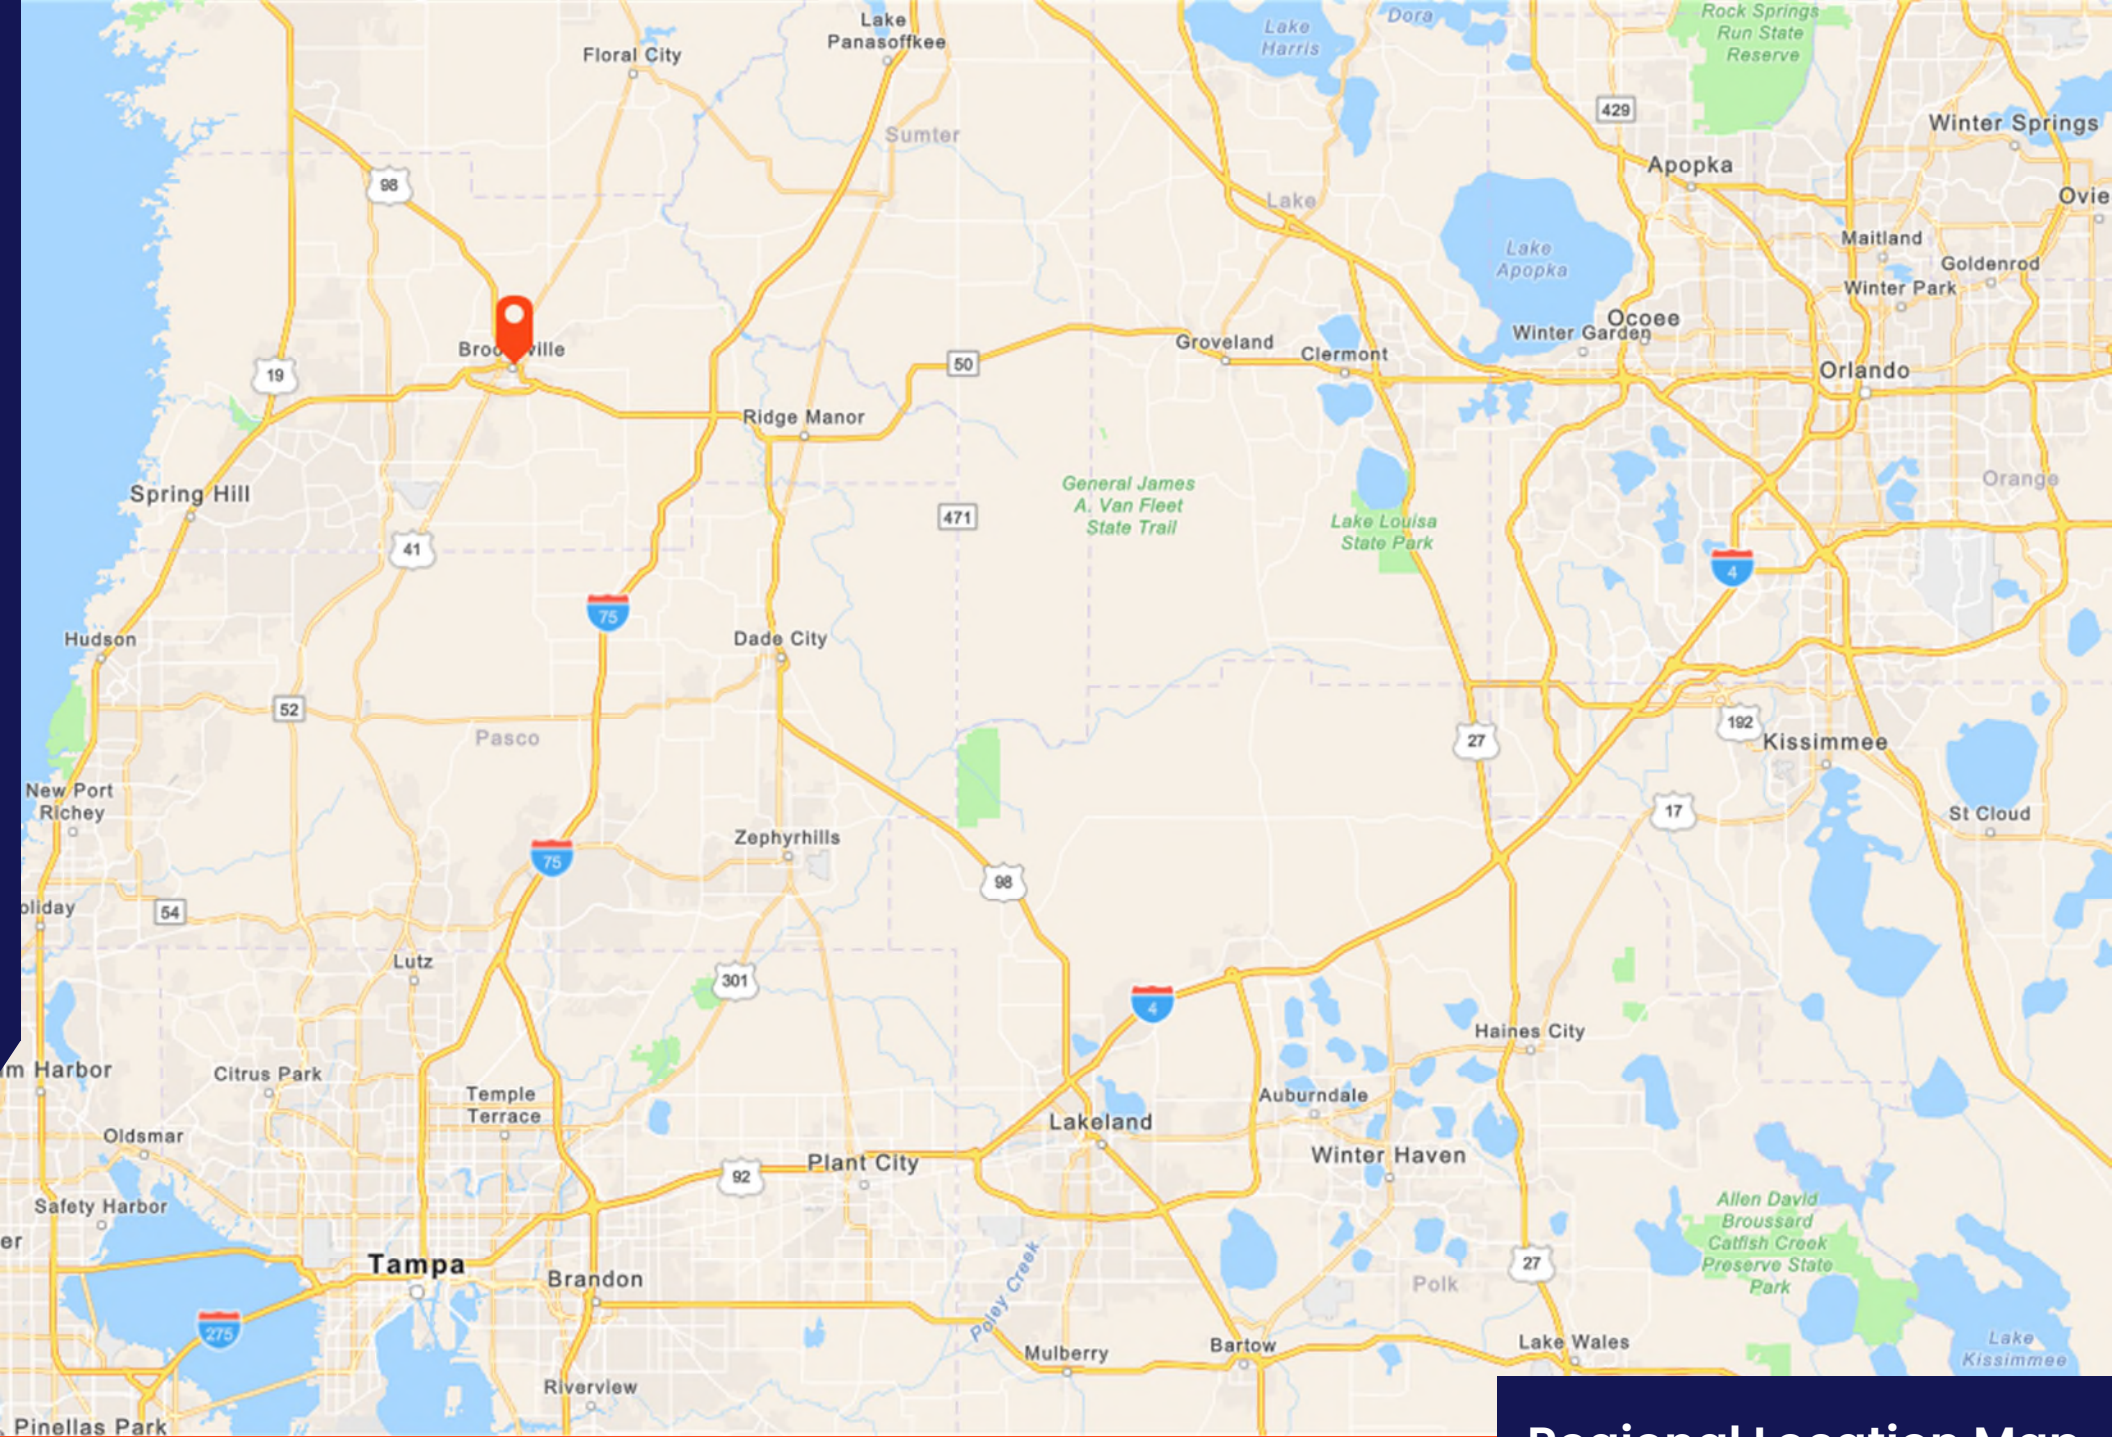 Lake
Panasoffkee
Floral City
Lake
Harris
Dora
Rock Springs
Run State
Reserve
429
Winter Springs
Sumter
Apopka
98
Lake
Ovie
Lake
Apopka
Maitland
Goldenrod
Winter Park
Ocoee
Winter Garden
Groveland
Clermont
Orlando
19
50
Ridge Manor
Spring Hill
General James
A. Van Fleet
State Trail
471
Lake Louisa
State Park
Orange
41
4
75
Hudson
Dade City
52
Pasco
27
192
Kissimmee
New Port
Richey
17
St Cloud
Zephyrhills
75
98
oliday
54
Lutz
301
4
Haines City
m Harbor
Citrus Park
Temple
Terrace
Auburndale
Lakeland
Oldsmar
Winter Haven
Plant City
92
Safety Harbor
Allen David
Broussard
Catfish Creek
Preserve State
Park
er
Tampa
Brandon
27
Polk
Poley Creek
275
Mulberry
Bartow
Lake Wales
Lake
Kissimmee
Riverview
Pinellas Park
Regional Location Map